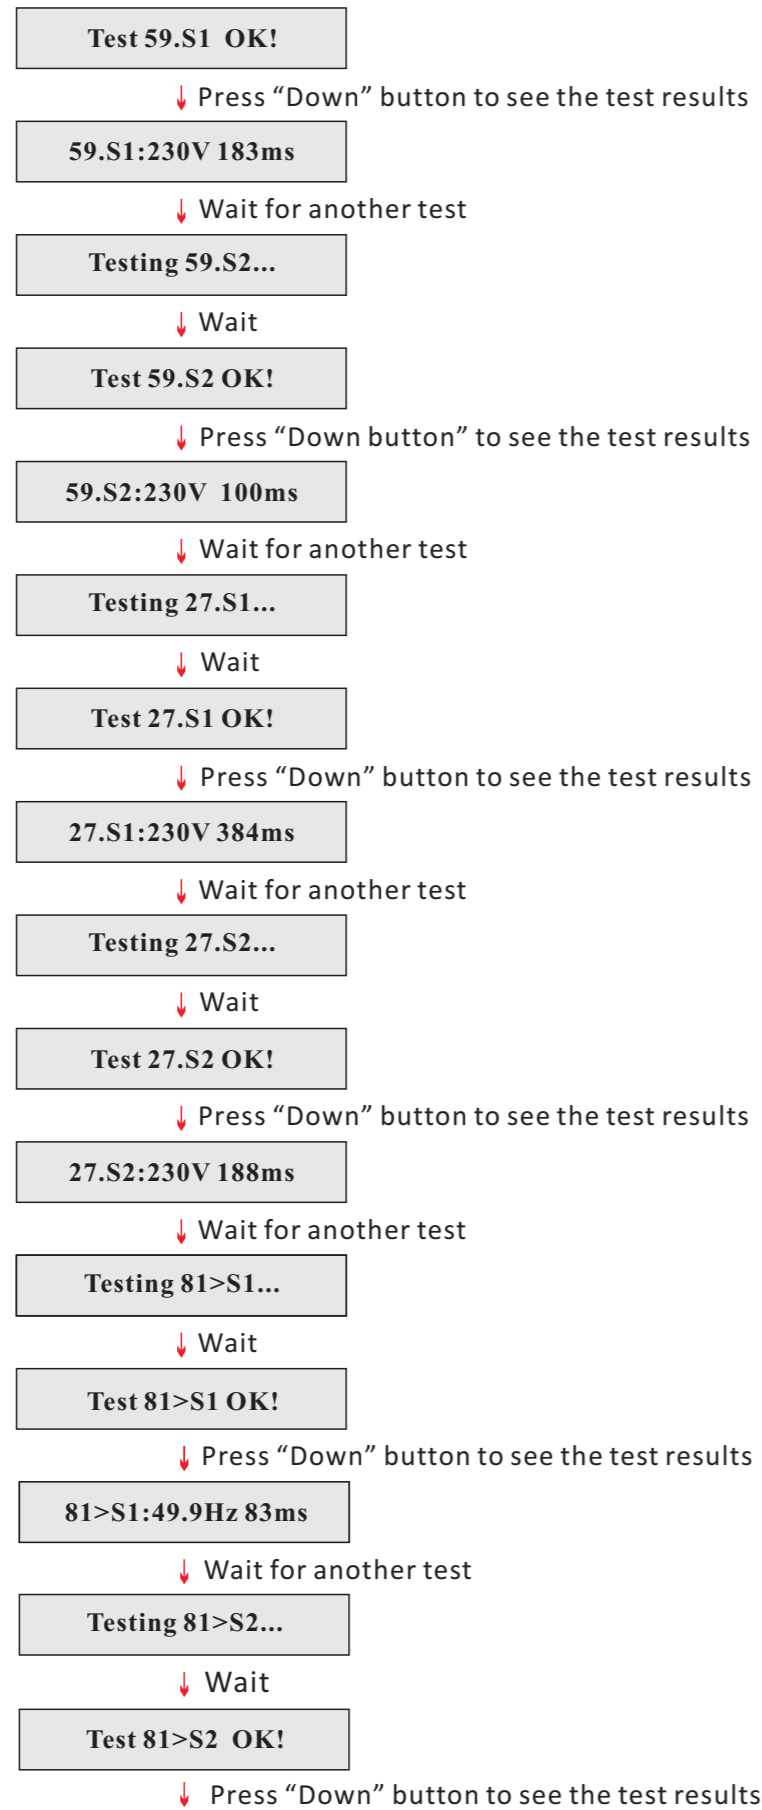 Test 59.S1 OK!
Press “Down” button to see the test results
59.S1:230V 183ms
Wait for another test
Testing 59.S2...
Wait
Test 59.S2 OK!
Press “Down button” to see the test results
59.S2:230V 100ms
Wait for another test
Testing 27.S1...
Wait
Test 27.S1 OK!
Press “Down” button to see the test results
27.S1:230V 384ms
Wait for another test
Testing 27.S2...
Wait
Test 27.S2 OK!
Press “Down” button to see the test results
27.S2:230V 188ms
Wait for another test
Testing 81>S1...
Wait
Test 81>S1 OK!
Press “Down” button to see the test results
81>S1:49.9Hz 83ms
Wait for another test
Testing 81>S2...
Wait
Test 81>S2 OK!
Press “Down” button to see the test results